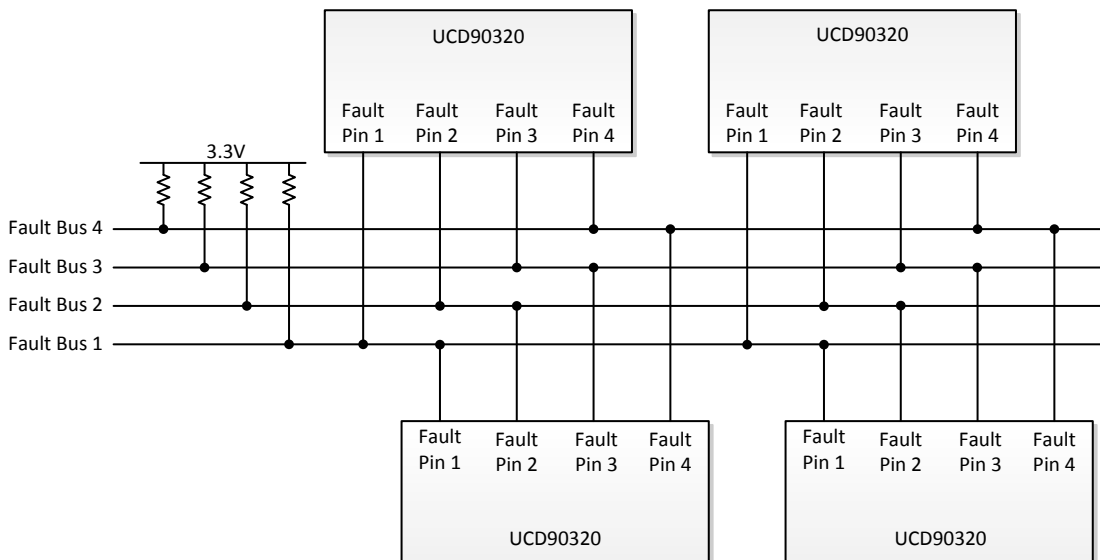 UCD90320
Fault Fault Fault Fault
Pin 1 Pin 2 Pin 3 Pin 4
UCD90320
Fault Fault Fault Fault
Pin 1 Pin 2 Pin 3 Pin 4
3.3V
Fault Bus 4
Fault Bus 3
Fault Bus 2
Fault Bus 1
Fault Fault Fault Fault
Pin 1 Pin 2 Pin 3 Pin 4
UCD90320
Fault Fault Fault Fault
Pin 1 Pin 2 Pin 3 Pin 4
UCD90320